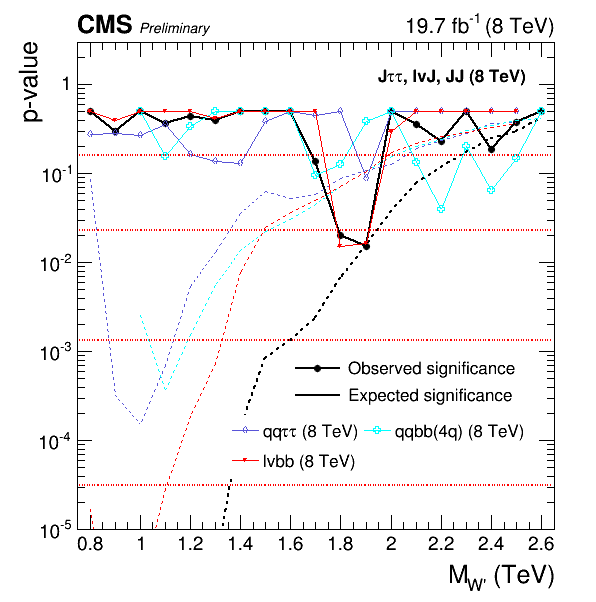 CMS Preliminary 19.7 fb⁻¹ (8 TeV)
Jττ, lνJ, JJ (8 TeV)
p-value
1
10⁻¹
10⁻²
10⁻³
10⁻⁴
10⁻⁵
Observed significance
Expected significance
qqττ (8 TeV) qqbb(4q) (8 TeV)
lνbb (8 TeV)
0.8 1 1.2 1.4 1.6 1.8 2 2.2 2.4 2.6
M_W' (TeV)